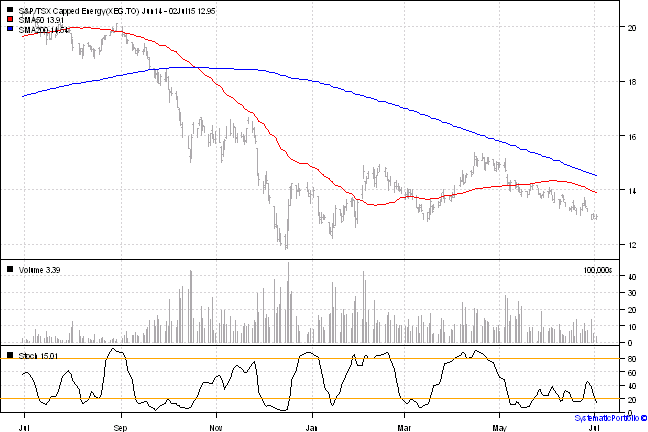 S&P/TSX Capped Energy(XEG.TO) Jun14 - 02Jul15 12.95
SMA50 13.91
SMA200 14.54
20
18
16
14
12
Volume 3.39
100,000s
40
30
20
10
0
Stoch 15.01
80
60
40
20
0
Jul Sep Nov Jan Mar May Jul
SystematicPortfolio ©